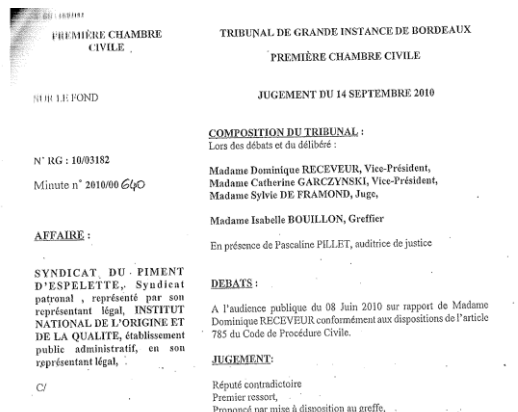 PREMIÈRE CHAMBRE
CIVILE
SUR LE FOND
N° RG : 10/03182
Minute n° 2010/00 640
AFFAIRE :
SYNDICAT DU PIMENT
D'ESPELETTE, Syndicat
patronal , représenté par son
représentant légal, INSTITUT
NATIONAL DE L'ORIGINE ET
DE LA QUALITE, établissement
public administratif, en son
représentant légal,
C/
TRIBUNAL DE GRANDE INSTANCE DE BORDEAUX
PREMIÈRE CHAMBRE CIVILE
JUGEMENT DU 14 SEPTEMBRE 2010
COMPOSITION DU TRIBUNAL :
Lors des débats et du délibéré :
Madame Dominique RECEVEUR, Vice-Président,
Madame Catherine GARCZYNSKI, Vice-Président,
Madame Sylvie DE FRAMOND, Juge,
Madame Isabelle BOUILLON, Greffier
En présence de Pascaline PILLET, auditrice de justice
DEBATS :
A l'audience publique du 08 Juin 2010 sur rapport de Madame
Dominique RECEVEUR conformément aux dispositions de l'article
785 du Code de Procédure Civile.
JUGEMENT:
Réputé contradictoire
Premier ressort,
Prononcé par mise à disposition au greffe,